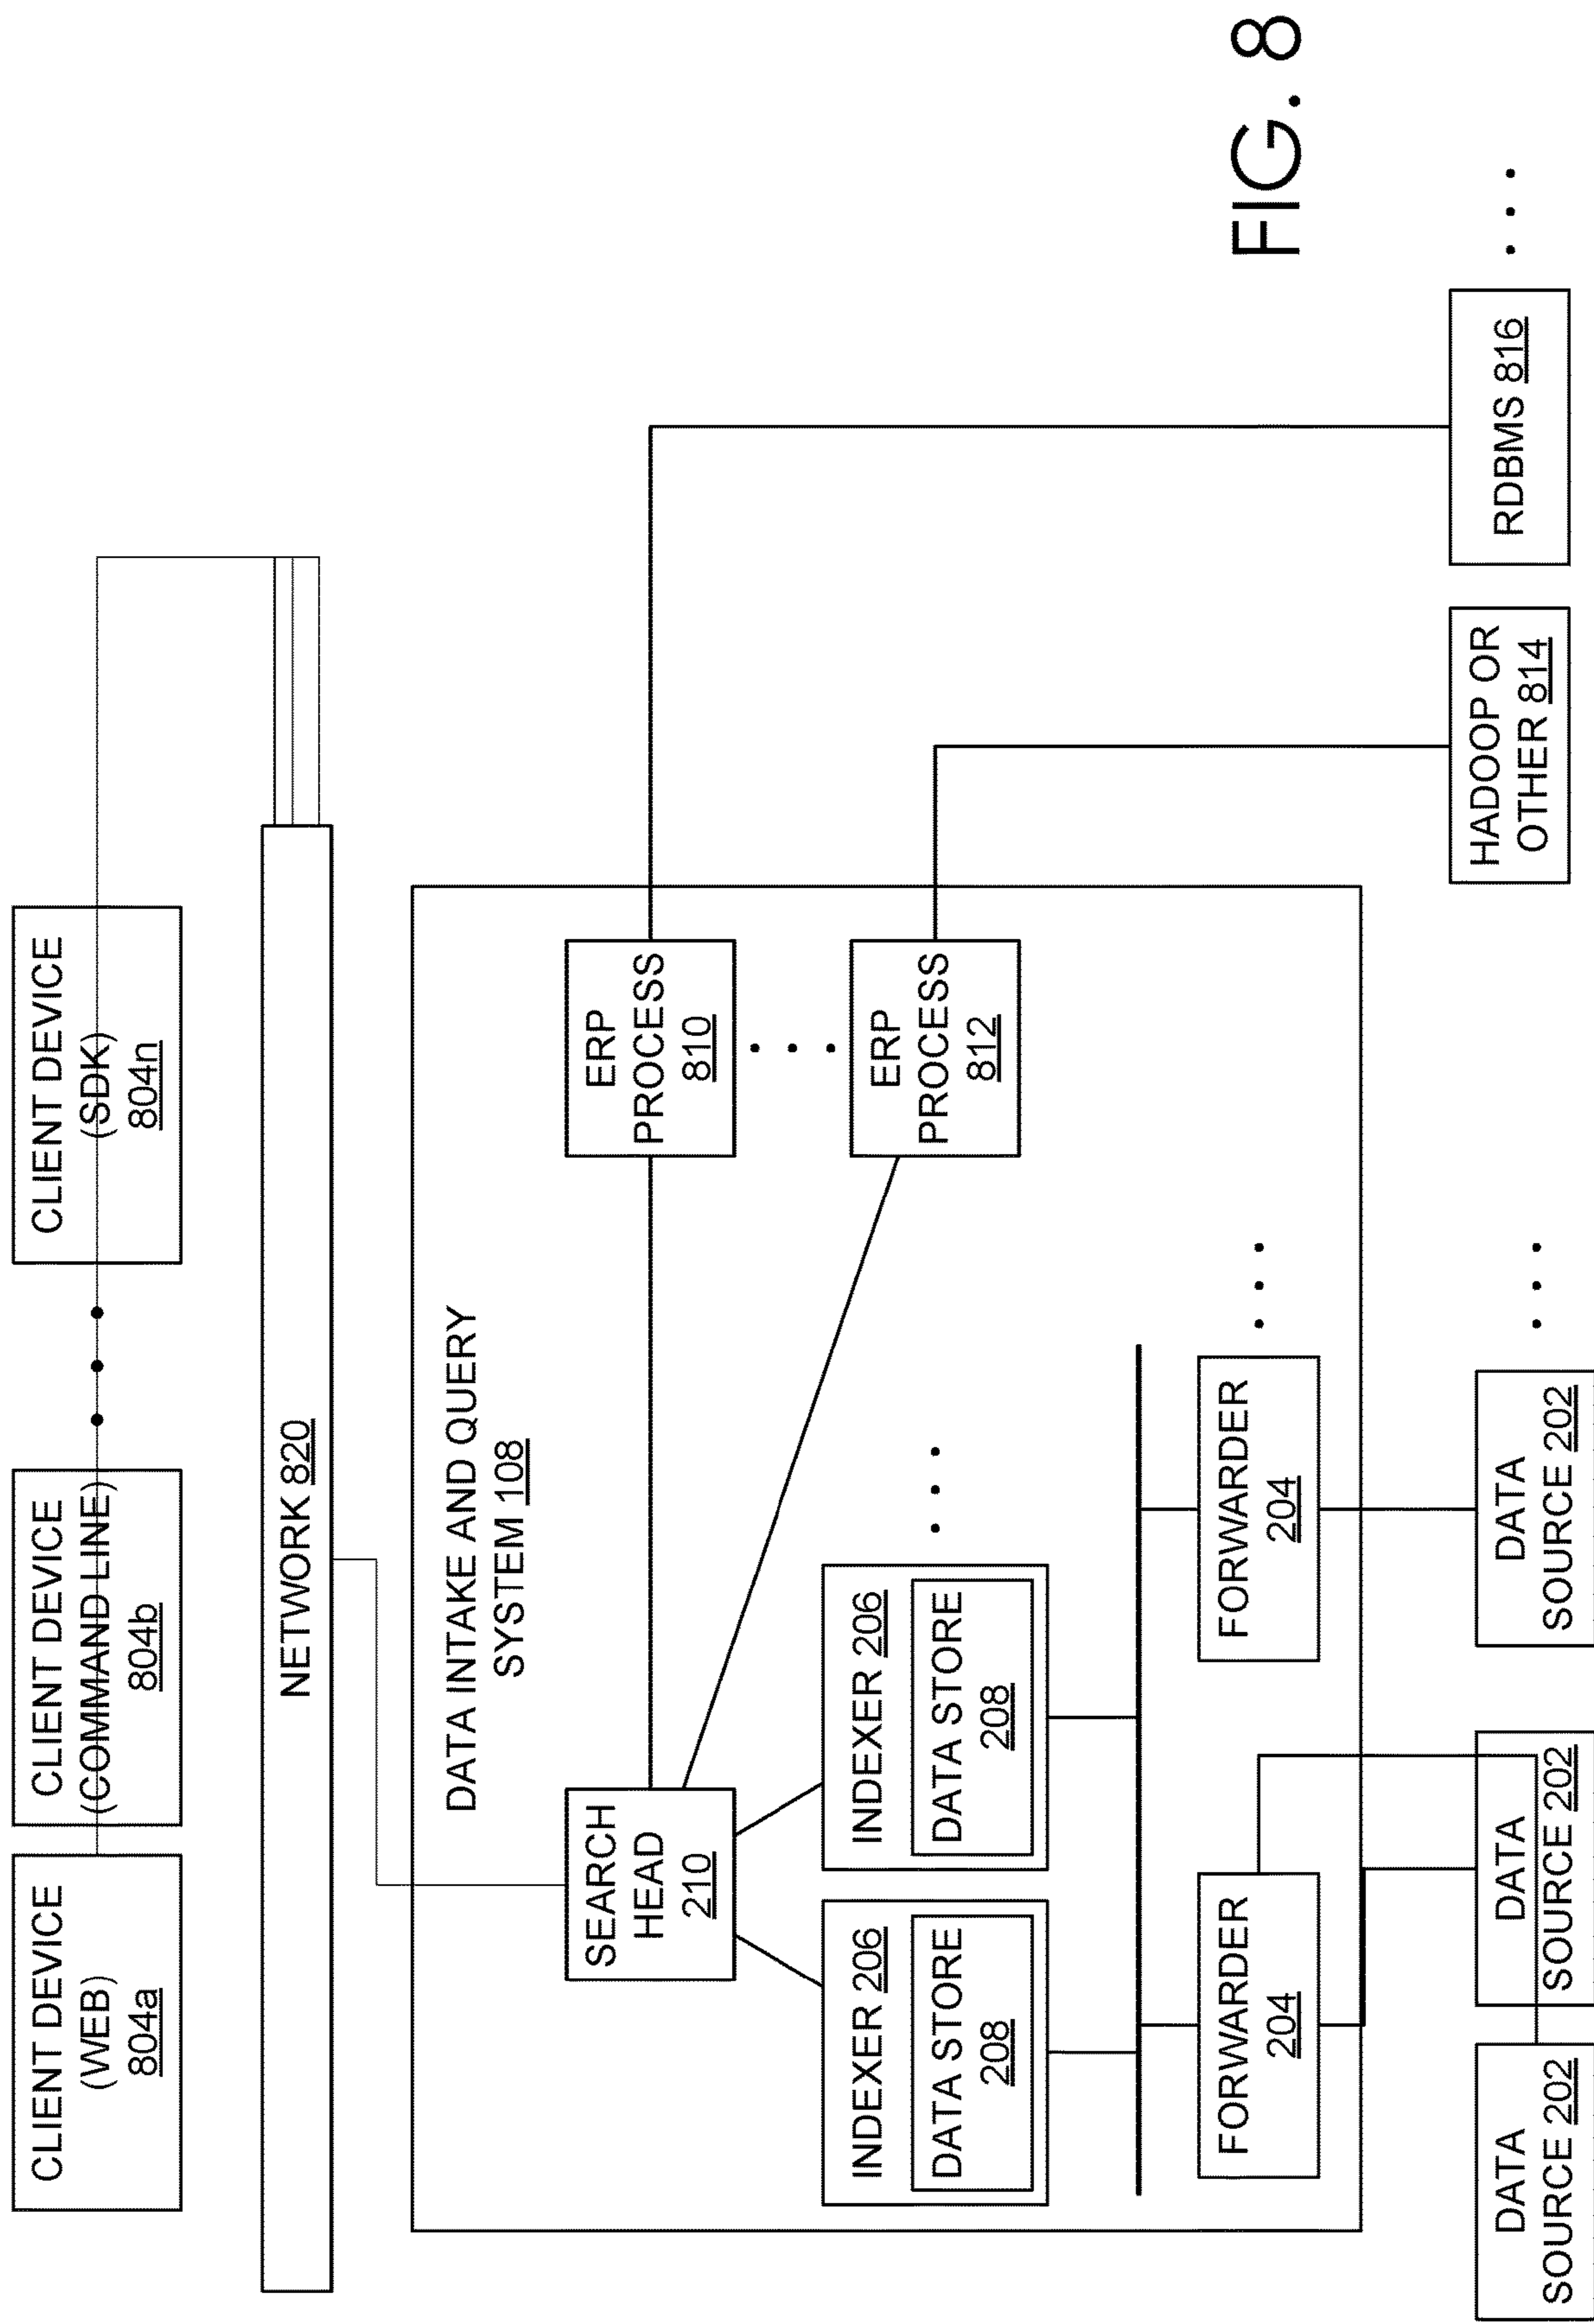 CLIENT DEVICE
(WEB)
804a
CLIENT DEVICE
(COMMAND LINE)
804b
CLIENT DEVICE
(SDK)
804n
NETWORK 820
DATA INTAKE AND QUERY
SYSTEM 108
SEARCH
HEAD
210
ERP
PROCESS
810
ERP
PROCESS
812
INDEXER 206
DATA STORE
208
INDEXER 206
DATA STORE
208
FORWARDER
204
FORWARDER
204
DATA
SOURCE 202
DATA
SOURCE 202
DATA
SOURCE 202
HADOOP OR
OTHER 814
RDBMS 816
FIG. 8